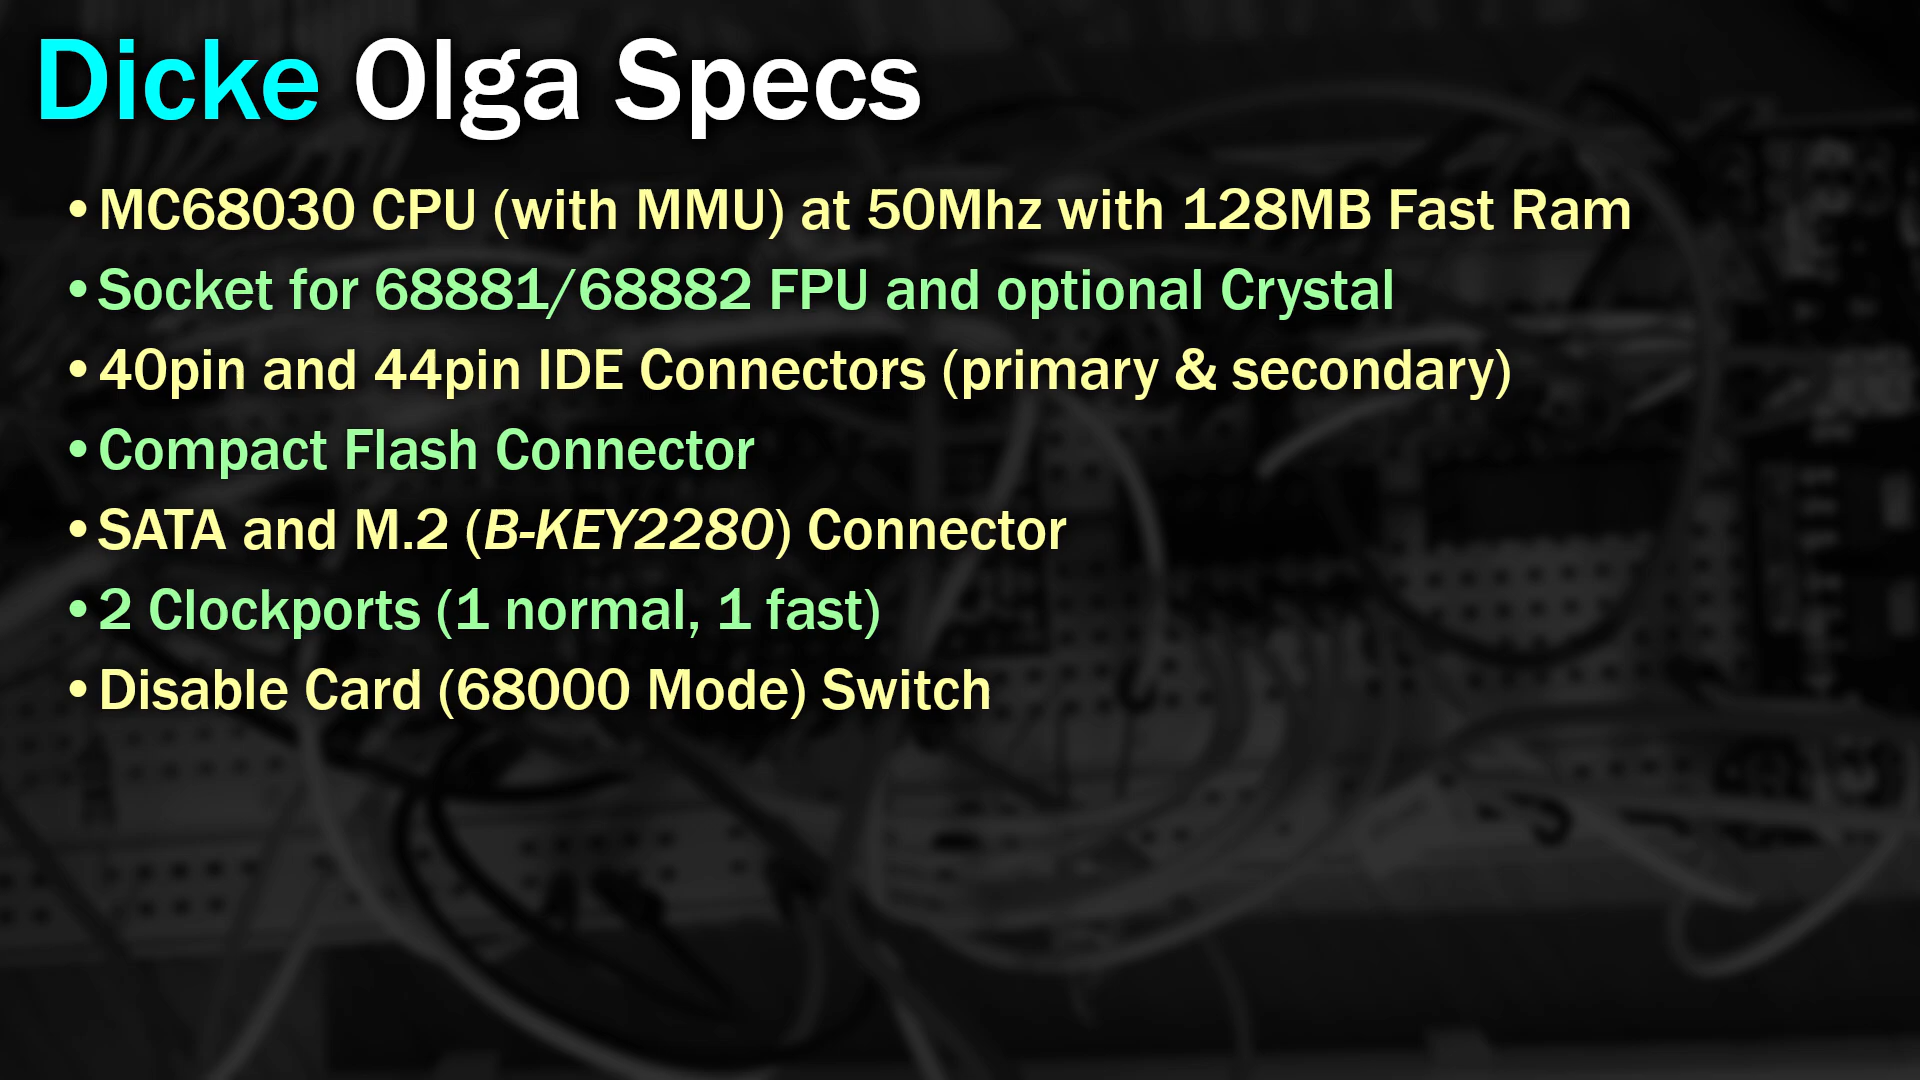 Dicke Olga Specs
•MC68030 CPU (with MMU) at 50Mhz with 128MB Fast Ram
•Socket for 68881/68882 FPU and optional Crystal
•40pin and 44pin IDE Connectors (primary & secondary)
•Compact Flash Connector
•SATA and M.2 (B-KEY2280) Connector
•2 Clockports (1 normal, 1 fast)
•Disable Card (68000 Mode) Switch